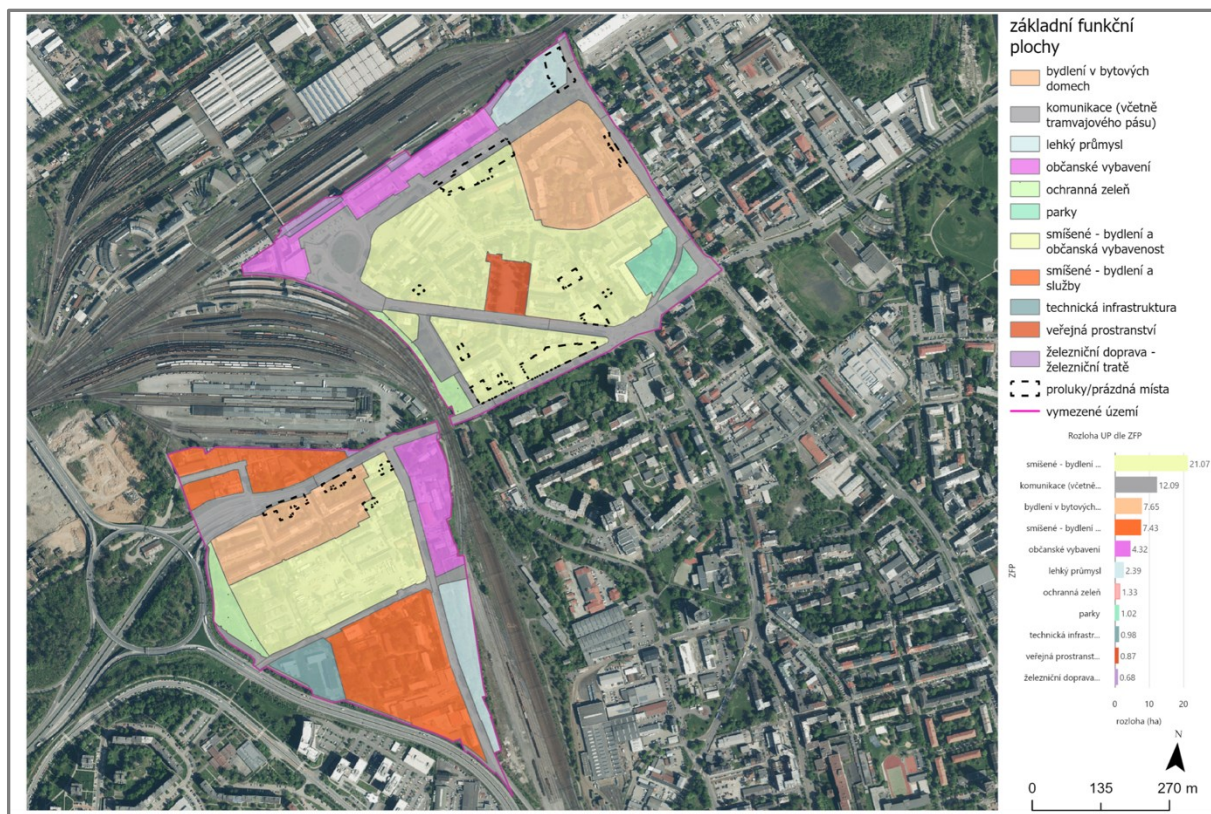 základní funkční
plochy
bydlení v bytových
domech
komunikace (včetně
tramvajového pásu)
lehký průmysl
občanské vybavení
ochranná zeleň
parky
smíšené - bydlení a
občanská vybavenost
smíšené - bydlení a
služby
technická infrastruktura
veřejná prostranství
železniční doprava -
železniční tratě
proluky/prázdná místa
vymezené území
Rozloha UP dle ZFP
ZFP
smíšené - bydlení ... 21.07
komunikace (včetně... 12.09
bydlení v bytových... 7.65
smíšené - bydlení ... 7.43
občanské vybavení 4.32
lehký průmysl 2.39
ochranná zeleň 1.33
parky 1.02
technická infrastr... 0.98
veřejná prostranst... 0.87
železniční doprava... 0.68
0 10 20
rozloha (ha)
N
0 135 270 m